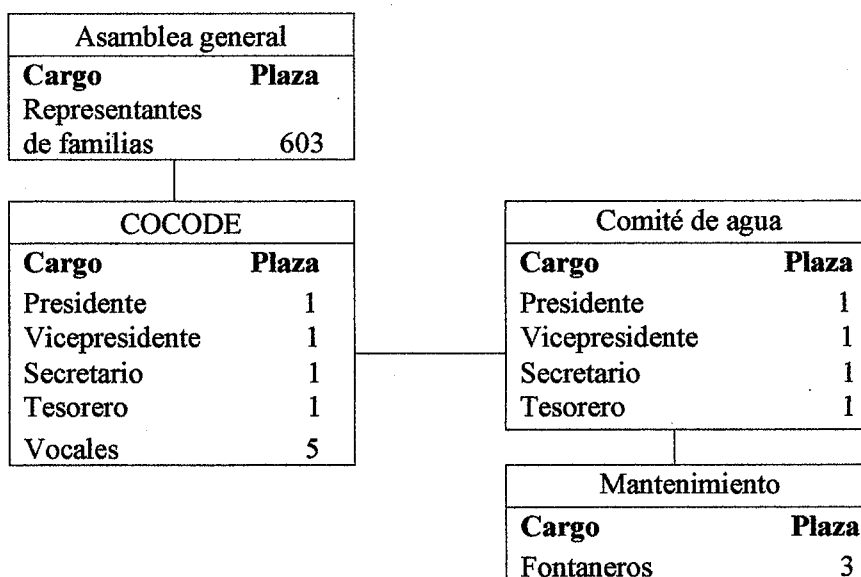 Asamblea general
Cargo Plaza
Representantes
de familias 603
COCODE
Cargo Plaza
Presidente 1
Vicepresidente 1
Secretario 1
Tesorero 1
Vocales 5
Comité de agua
Cargo Plaza
Presidente 1
Vicepresidente 1
Secretario 1
Tesorero 1
Mantenimiento
Cargo Plaza
Fontaneros 3